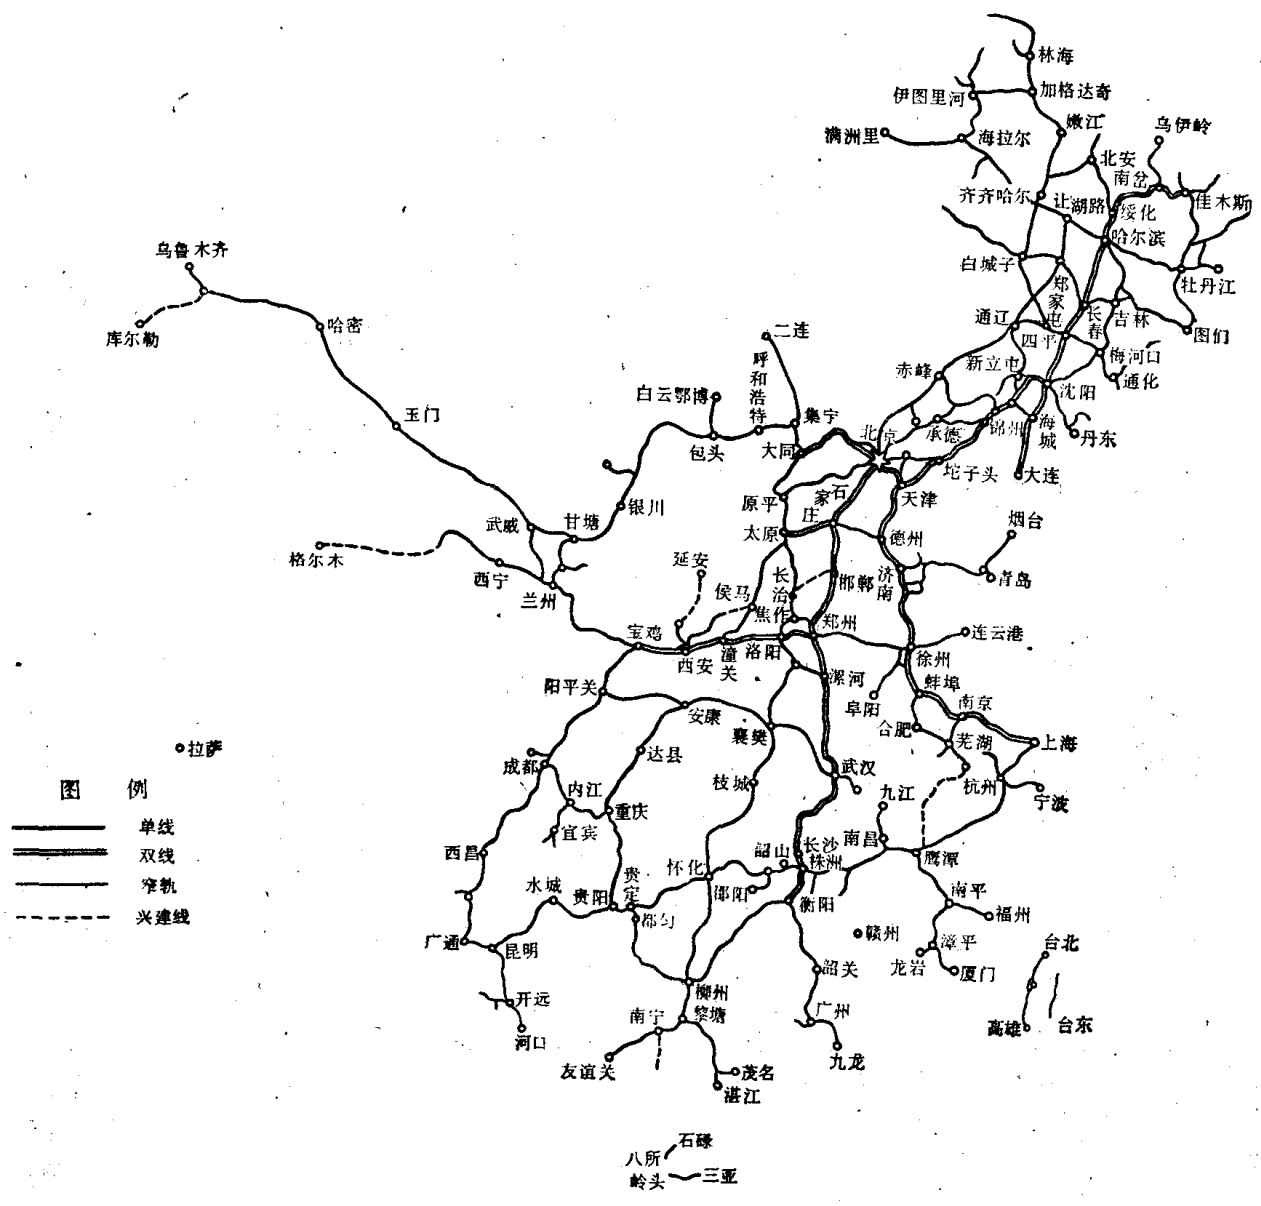 林海
加格达奇
伊图里河
嫩江
乌伊岭
满洲里
海拉尔
北安
南岔
佳木斯
齐齐哈尔
让湖路
绥化
哈尔滨
乌鲁木齐
白城子
牡丹江
郑家屯
库尔勒
哈密
二连
通辽
长春
吉林
图们
四平
梅河口
呼和浩特
新立屯
赤峰
沈阳
通化
白云鄂博
玉门
集宁
北京
承德
锦州
海城
丹东
包头
大同
坨子头
大连
天津
石家庄
原平
银川
武威
甘塘
太原
德州
烟台
格尔木
西宁
延安
长治
邯郸
济南
青岛
兰州
侯马
焦作
宝鸡
郑州
连云港
西安
潼关
洛阳
徐州
阳平关
漯河
阜阳
蚌埠
南京
安康
襄樊
合肥
芜湖
上海
拉萨
达县
成都
武汉
枝城
杭州
宁波
图例
内江
九江
重庆
单线
宜宾
南昌
长沙
双线
西昌
韶山
株洲
鹰潭
窄轨
怀化
水城
贵定
贵阳
邵阳
衡阳
南平
兴建线
都匀
福州
广通
昆明
赣州
漳平
台北
龙岩
厦门
韶关
柳州
开远
南宁
黎塘
广州
高雄
台东
河口
友谊关
茂名
九龙
湛江
石碌
八所
岭头
三亚